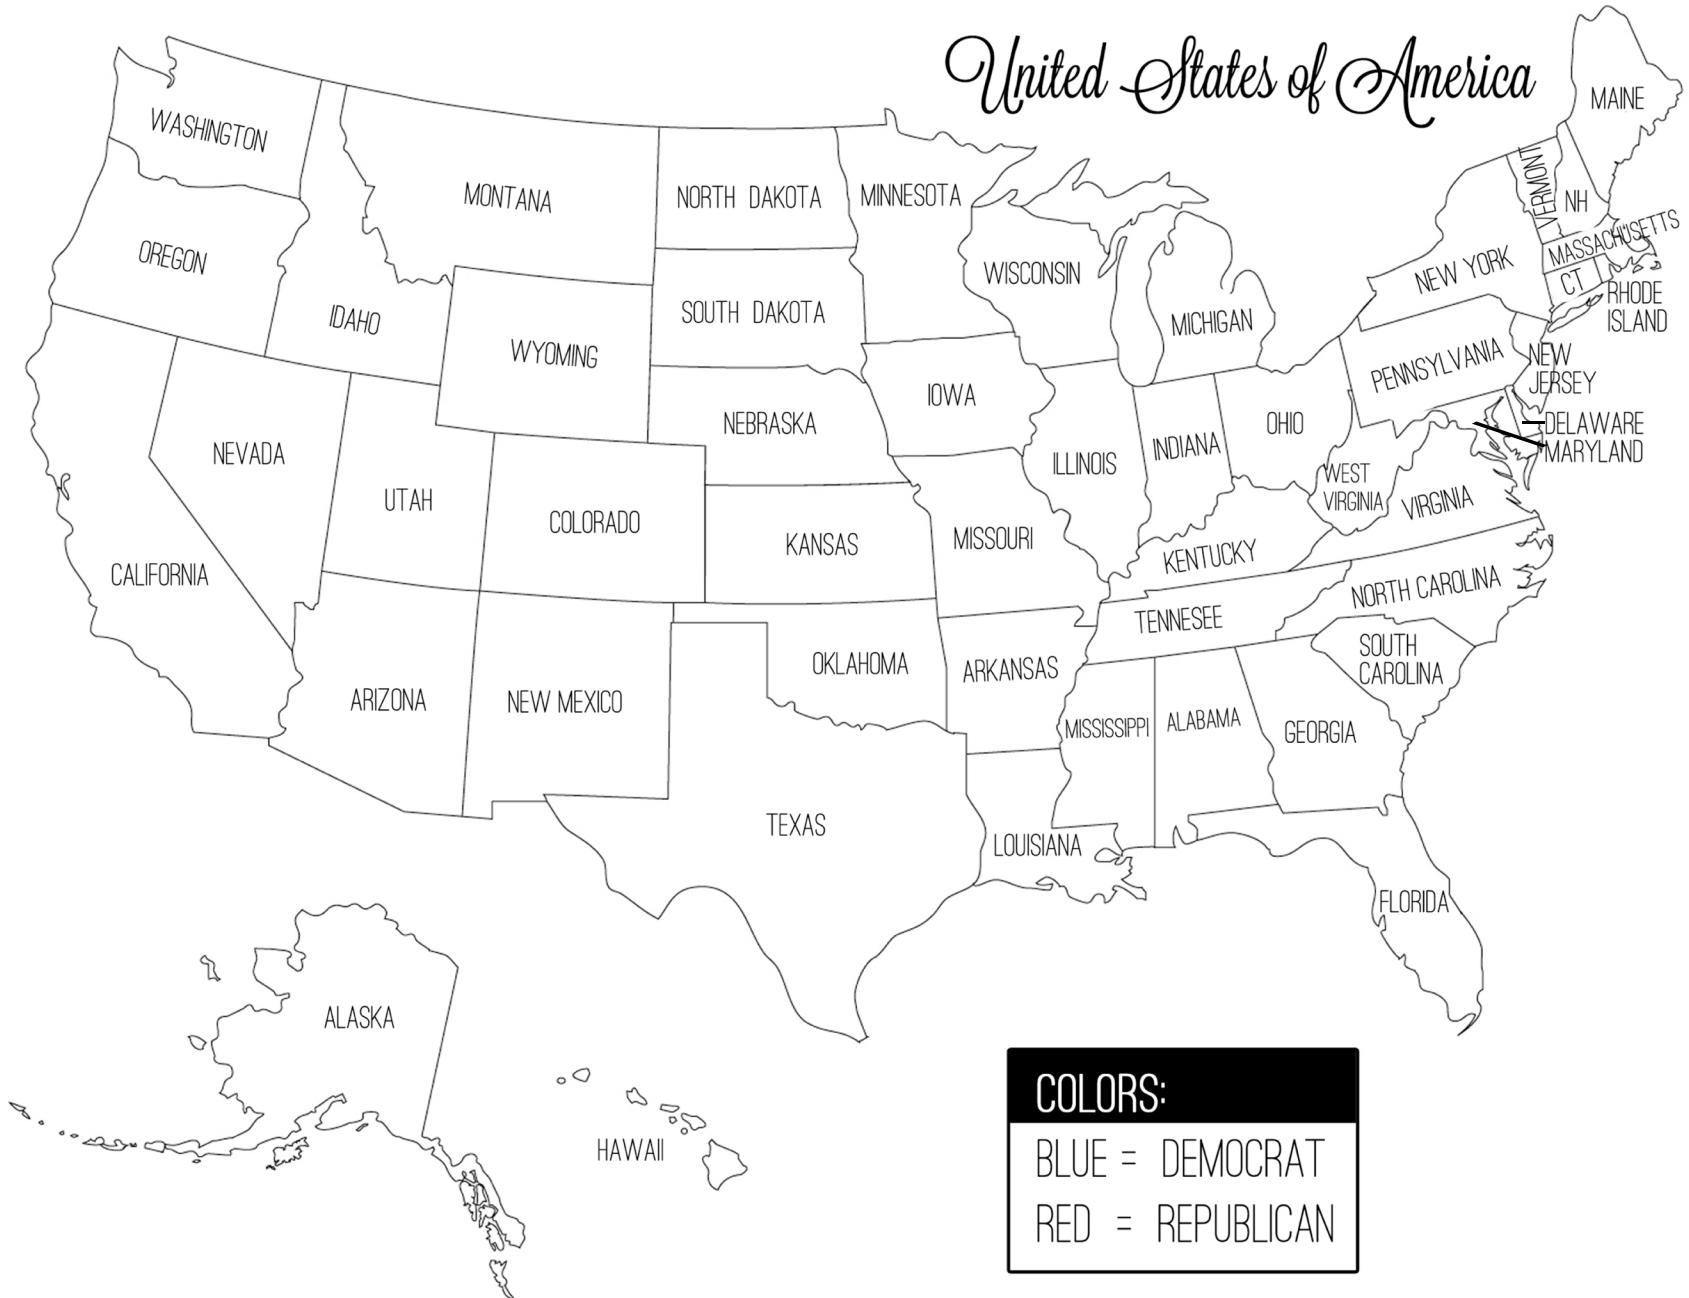 United States of America
MAINE
WASHINGTON
VERMONT
NH
MONTANA
NORTH DAKOTA
MINNESOTA
MASSACHUSETTS
OREGON
WISCONSIN
NEW YORK
CT
RHODE
ISLAND
IDAHO
SOUTH DAKOTA
MICHIGAN
WYOMING
PENNSYLVANIA
NEW
JERSEY
IOWA
NEBRASKA
OHIO
DELAWARE
MARYLAND
NEVADA
INDIANA
ILLINOIS
WEST
VIRGINIA
VIRGINIA
UTAH
COLORADO
KANSAS
MISSOURI
KENTUCKY
CALIFORNIA
NORTH CAROLINA
TENNESEE
SOUTH
CAROLINA
OKLAHOMA
ARKANSAS
ARIZONA
NEW MEXICO
MISSISSIPPI
ALABAMA
GEORGIA
TEXAS
LOUISIANA
FLORIDA
ALASKA
HAWAII
COLORS:
BLUE = DEMOCRAT
RED = REPUBLICAN